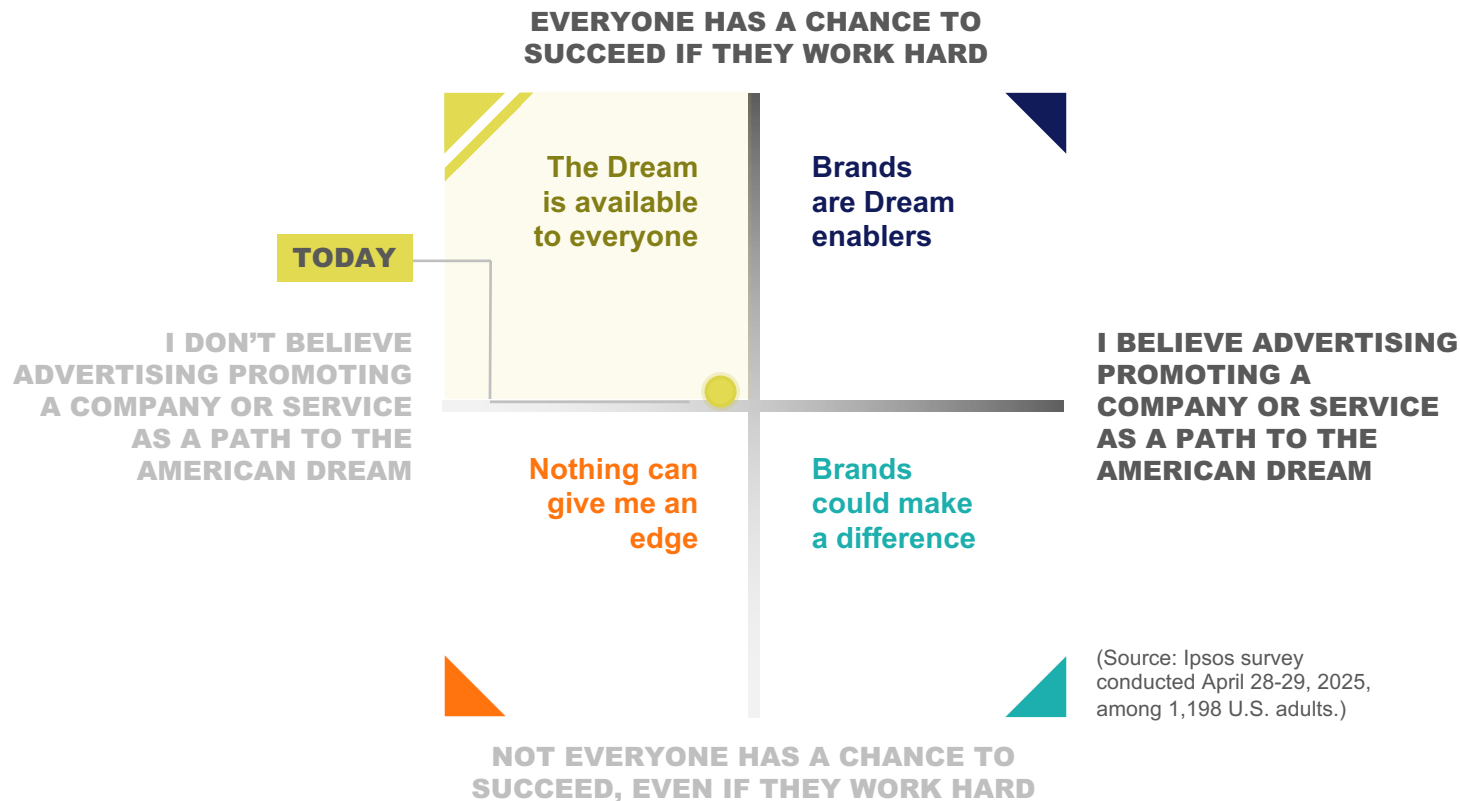 EVERYONE HAS A CHANCE TO
SUCCEED IF THEY WORK HARD
The Dream
is available
to everyone
Brands
are Dream
enablers
TODAY
I DON’T BELIEVE
ADVERTISING PROMOTING
A COMPANY OR SERVICE
AS A PATH TO THE
AMERICAN DREAM
I BELIEVE ADVERTISING
PROMOTING A
COMPANY OR SERVICE
AS A PATH TO THE
AMERICAN DREAM
Nothing can
give me an
edge
Brands
could make
a difference
(Source: Ipsos survey
conducted April 28-29, 2025,
among 1,198 U.S. adults.)
NOT EVERYONE HAS A CHANCE TO
SUCCEED, EVEN IF THEY WORK HARD